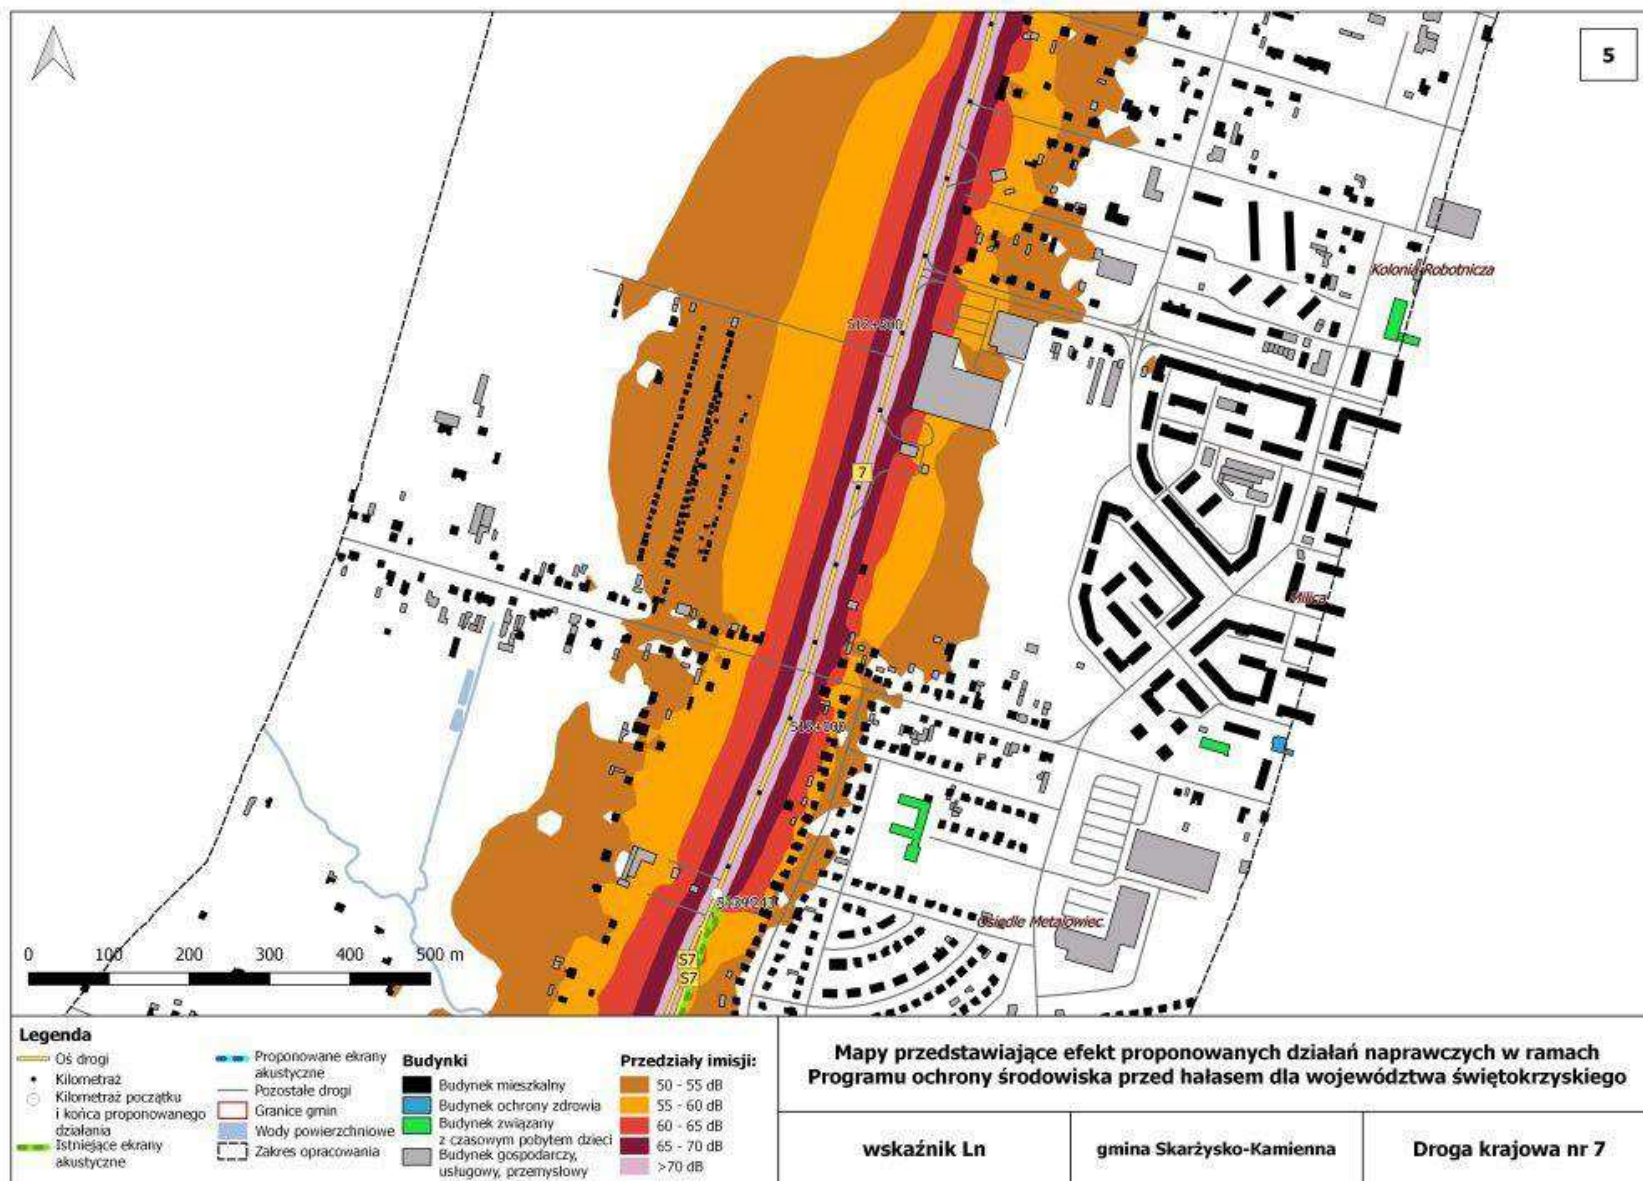 5
Kolonia Robotnicza
512+500
7
Milica
Osiedle Metalowiec
S7
S7
0 100 200 300 400 500 m
Legenda
Oś drogi
Kilometraż
Kilometraż początku
i końca proponowanego
działania
Istniejące ekrany
akustyczne
Proponowane ekrany
akustyczne
Pozostałe drogi
Granice gmin
Wody powierzchniowe
Zakres opracowania
Budynki
Budynek mieszkalny
Budynek ochrony zdrowia
Budynek związany
z czasowym pobytem dzieci
Budynek gospodarczy,
usługowy, przemysłowy
Przedziały imisji:
50 - 55 dB
55 - 60 dB
60 - 65 dB
65 - 70 dB
>70 dB
Mapy przedstawiające efekt proponowanych działań naprawczych w ramach
Programu ochrony środowiska przed hałasem dla województwa świętokrzyskiego
wskaźnik Ln
gmina Skarżysko-Kamienna
Droga krajowa nr 7